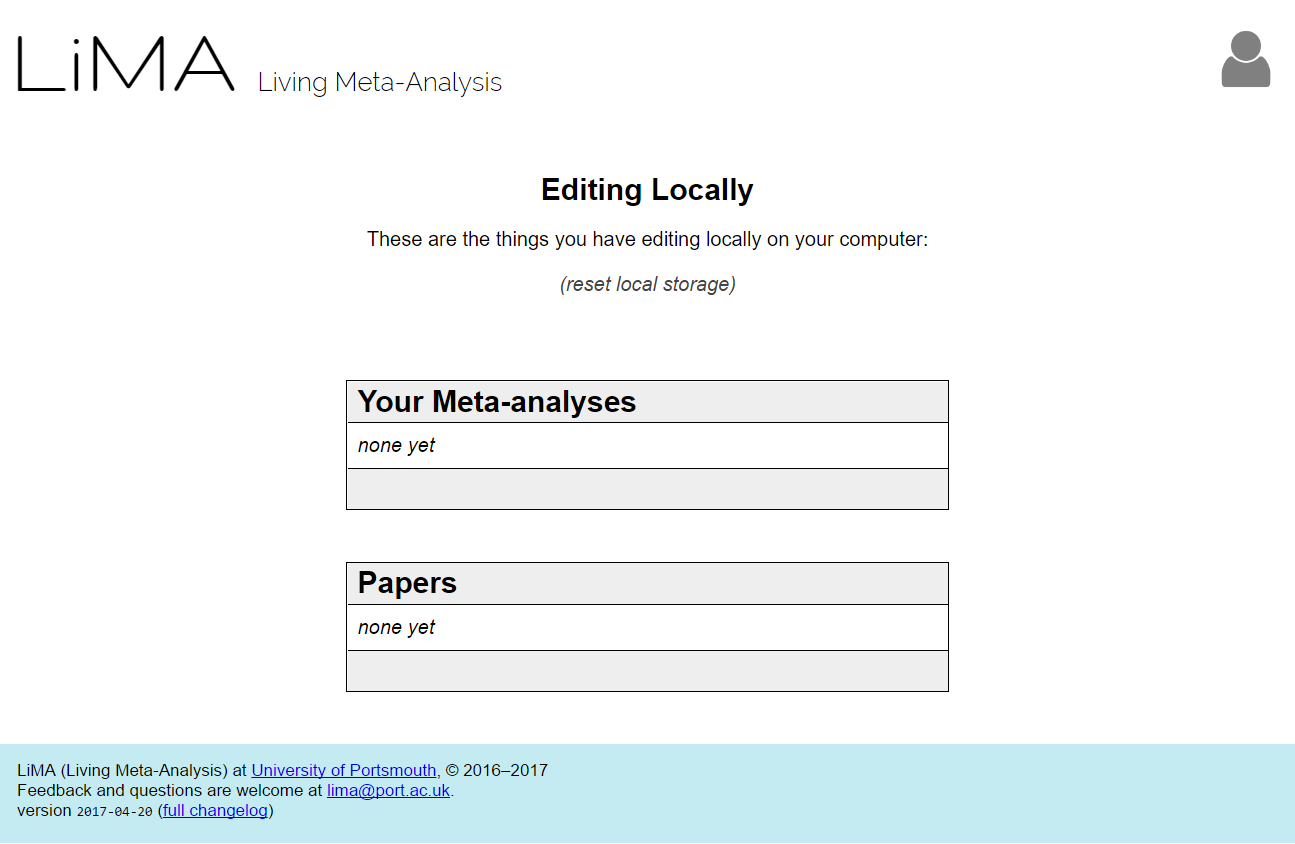 LiMA Living Meta-Analysis
Editing Locally
These are the things you have editing locally on your computer:
(reset local storage)
Your Meta-analyses
none yet
Papers
none yet
LiMA (Living Meta-Analysis) at University of Portsmouth, © 2016–2017
Feedback and questions are welcome at lima@port.ac.uk.
version 2017-04-20 (full changelog)